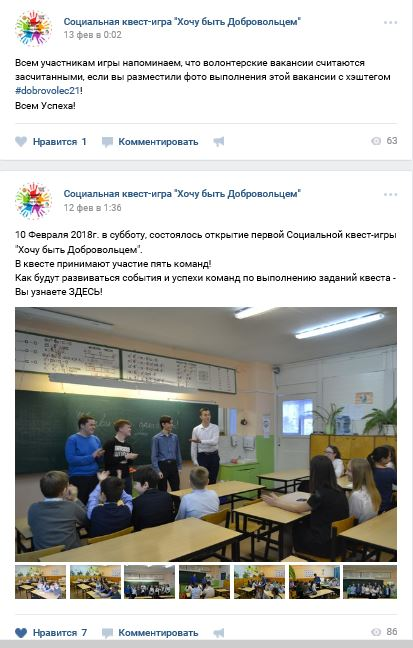 Социальная квест-игра "Хочу быть Добровольцем"
13 фев в 0:02
Всем участникам игры напоминаем, что волонтерские вакансии считаются
засчитанными, если вы разместили фото выполнения этой вакансии с хэштегом
#dobrovolec21!
Всем Успеха!
Нравится 1 Комментировать 63
Социальная квест-игра "Хочу быть Добровольцем"
12 фев в 1:36
10 Февраля 2018г. в субботу, состоялось открытие первой Социальной квест-игры
"Хочу быть Добровольцем".
В квесте принимают участие пять команд!
Как будут развиваться события и успехи команд по выполнению заданий квеста -
Вы узнаете ЗДЕСЬ!
Нравится 7 Комментировать 86